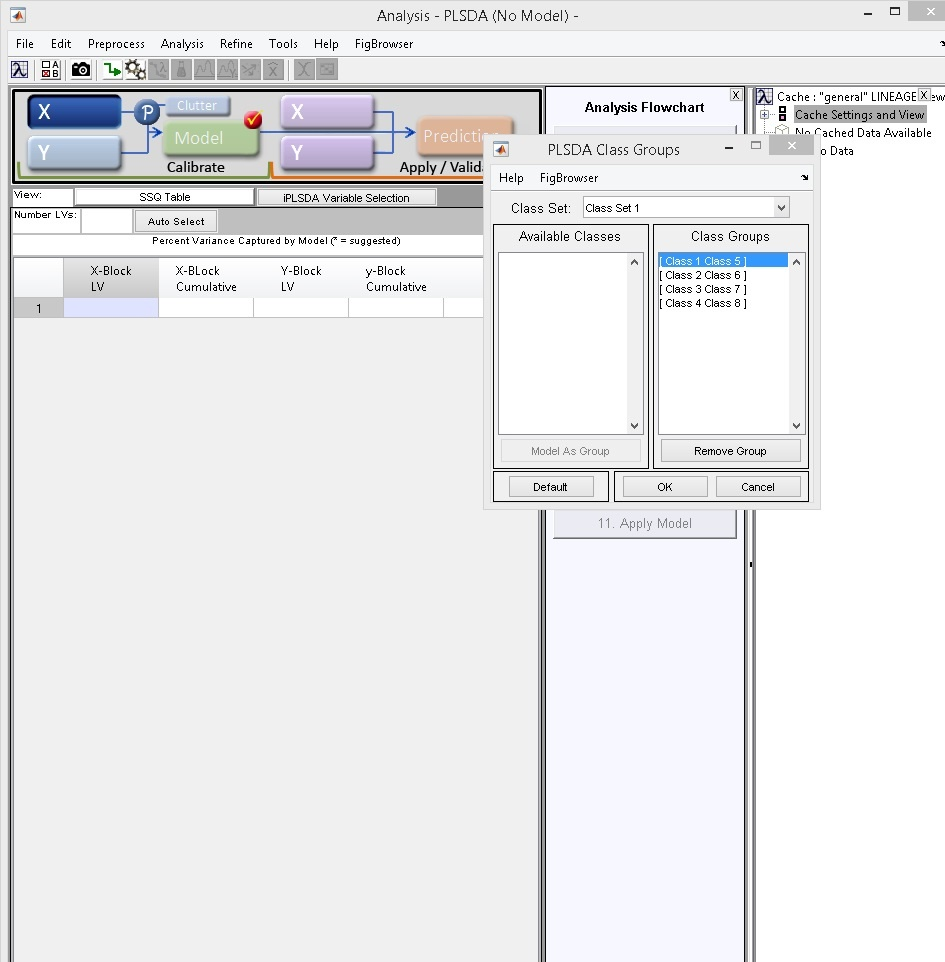 Analysis - PLSDA (No Model) -
File Edit Preprocess Analysis Refine Tools Help FigBrowser
X
Y
P
Clutter
Model
Calibrate
X
Y
Predictio
Apply / Valida
View:
SSQ Table
iPLSDA Variable Selection
Number LVs:
Auto Select
Percent Variance Captured by Model (* = suggested)
X-Block
LV
X-BLock
Cumulative
Y-Block
LV
y-Block
Cumulative
1
Analysis Flowchart
X
11. Apply Model
Cache : "general" LINEAGE
X
ew
Cache Settings and View
No Cached Data Available
o Data
PLSDA Class Groups
Help FigBrowser
Class Set:
Class Set 1
Available Classes
Model As Group
Class Groups
[ Class 1 Class 5 ]
[ Class 2 Class 6 ]
[ Class 3 Class 7 ]
[ Class 4 Class 8 ]
Remove Group
Default
OK
Cancel